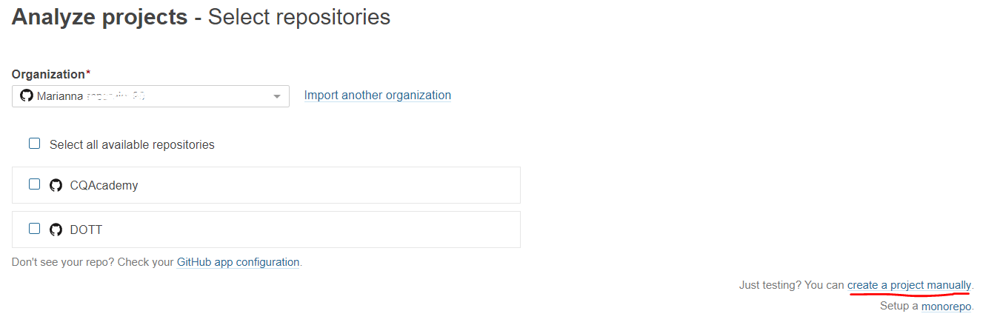 Analyze projects - Select repositories
Organization*
Marianna
Import another organization
Select all available repositories
CQAcademy
DOTT
Don't see your repo? Check your GitHub app configuration.
Just testing? You can create a project manually.
Setup a monorepo.